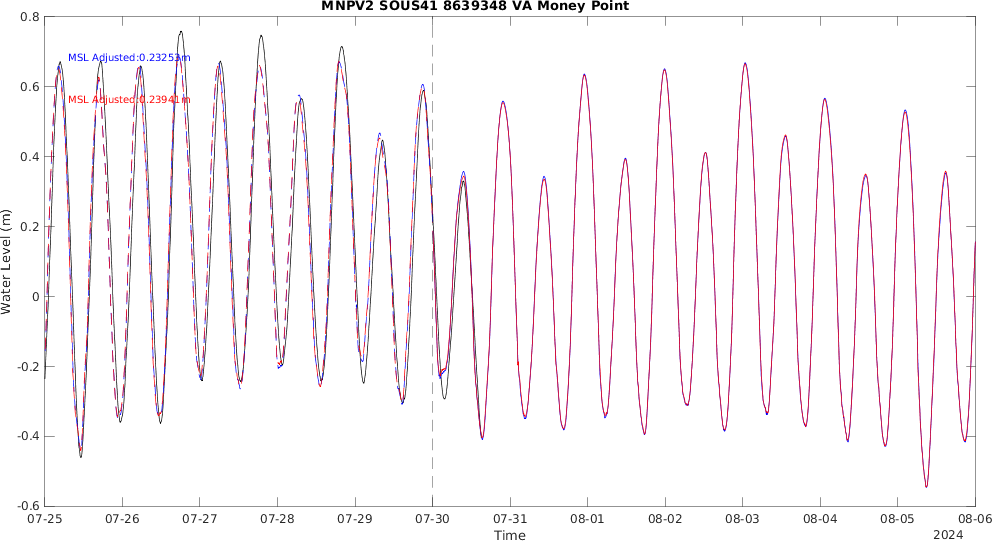 MNPV2 SOUS41 8639348 VA Money Point
0.8
0.6
0.4
0.2
0
-0.2
-0.4
-0.6
Water Level (m)
MSL Adjusted:0.23253m
MSL Adjusted:0.23941m
07-25 07-26 07-27 07-28 07-29 07-30 07-31 08-01 08-02 08-03 08-04 08-05 08-06
Time
2024